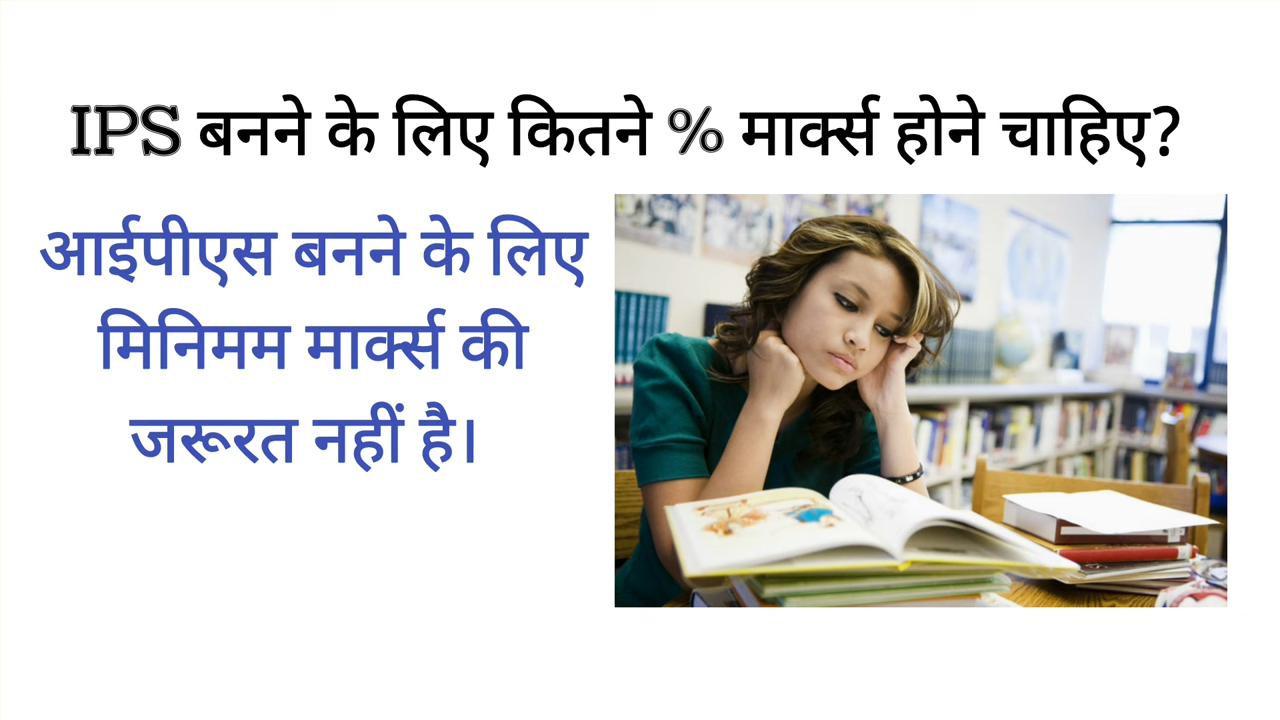 IPS बनने के लिए कितने % मार्क्स होने चाहिए?
आईपीएस बनने के लिए
मिनिमम मार्क्स की
जरूरत नहीं है।